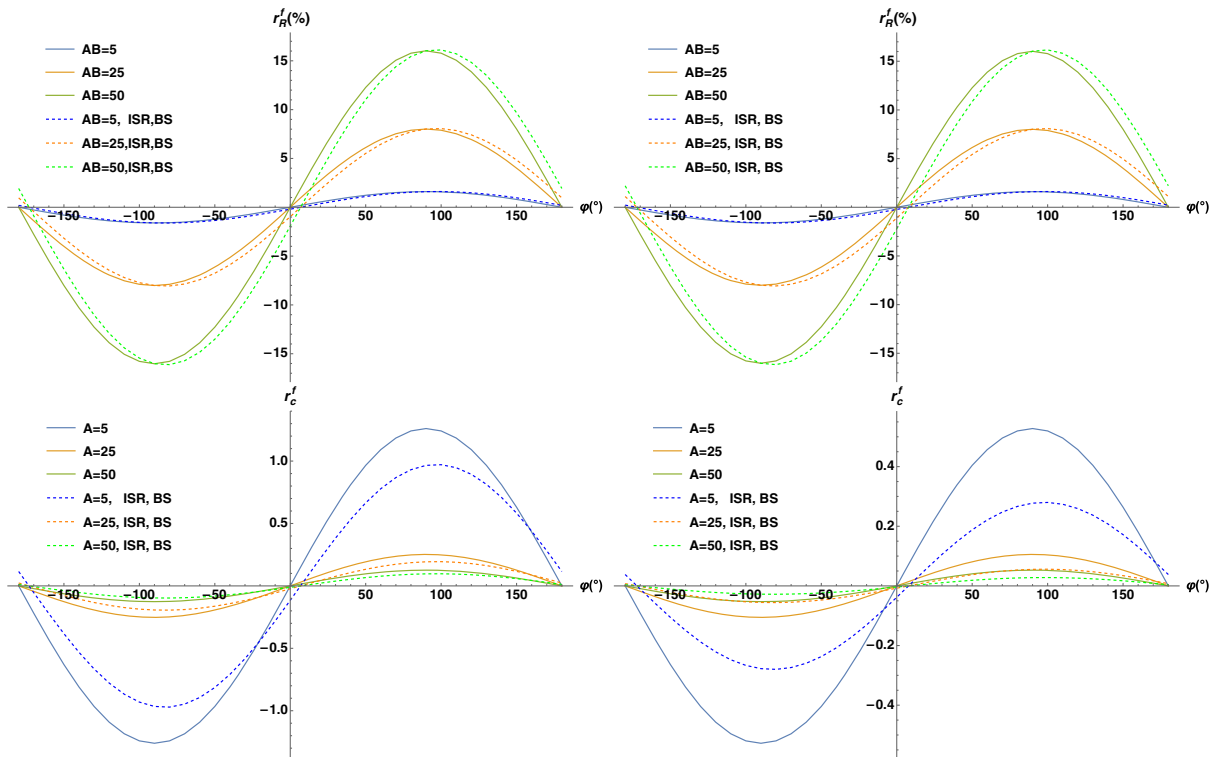 r_R^f(%)
AB=5
AB=25
AB=50
AB=5, ISR,BS
AB=25,ISR,BS
AB=50,ISR,BS
15
10
5
−150 −100 −50 50 100 150 φ(°)
−5
−10
−15
r_R^f(%)
AB=5
AB=25
AB=50
AB=5, ISR, BS
AB=25, ISR, BS
AB=50, ISR, BS
15
10
5
−150 −100 −50 50 100 150 φ(°)
−5
−10
−15
r_c^f
A=5
A=25
A=50
A=5, ISR, BS
A=25, ISR, BS
A=50, ISR, BS
1.0
0.5
−150 −100 −50 50 100 150 φ(°)
−0.5
−1.0
r_c^f
A=5
A=25
A=50
A=5, ISR, BS
A=25, ISR, BS
A=50, ISR, BS
0.4
0.2
−150 −100 −50 50 100 150 φ(°)
−0.2
−0.4